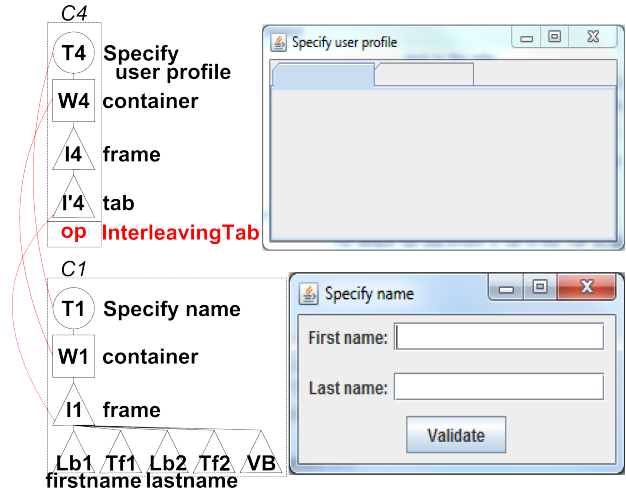 C4
T4 Specify
user profile
W4 container
I4 frame
I'4 tab
op InterleavingTab
Specify user profile
C1
T1 Specify name
W1 container
I1 frame
Lb1 Tf1 Lb2 Tf2 VB
firstname lastname
Specify name
First name:
Last name:
Validate